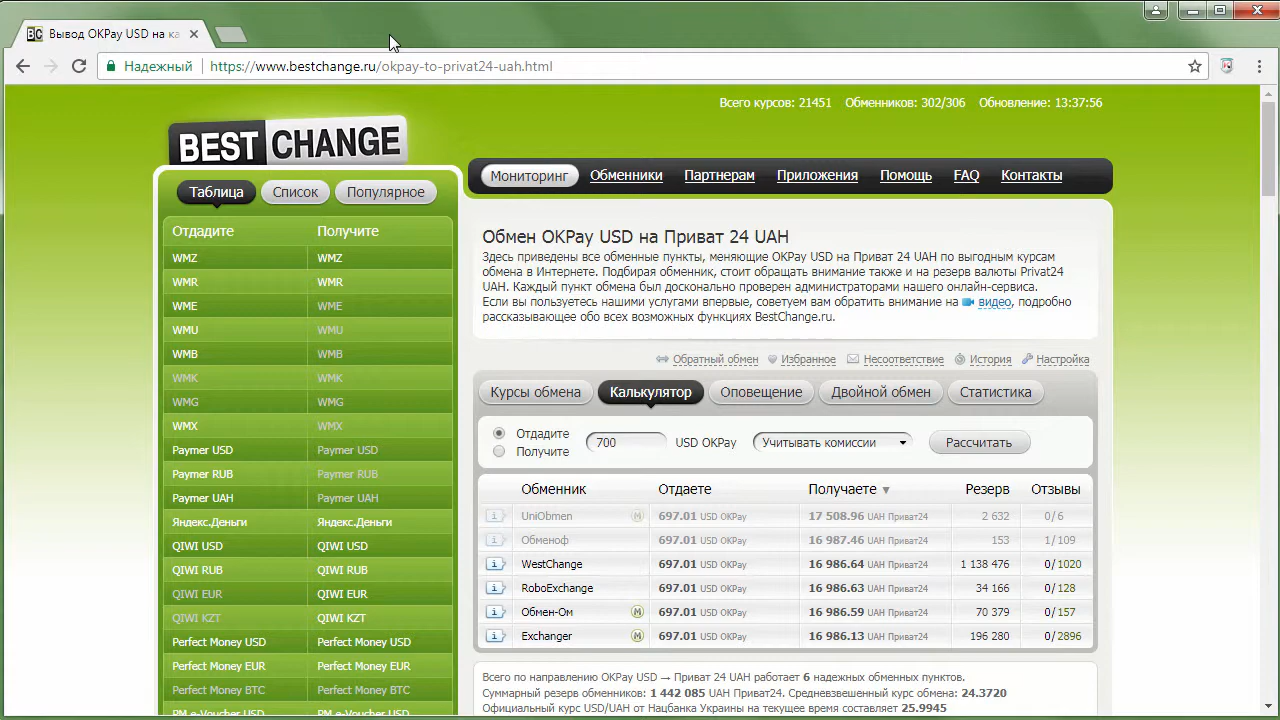 Вывод OKPay USD на ка
Надежный https://www.bestchange.ru/okpay-to-privat24-uah.html
Всего курсов: 21451 Обменников: 302/306 Обновление: 13:37:56
BESTCHANGE
Мониторинг Обменники Партнерам Приложения Помощь FAQ Контакты
Таблица Список Популярное
Отдадите Получите
WMZ WMZ
WMR WMR
WME WME
WMU WMU
WMB WMB
WMK WMK
WMG WMG
WMX WMX
Paymer USD Paymer USD
Paymer RUB Paymer RUB
Paymer UAH Paymer UAH
Яндекс.Деньги Яндекс.Деньги
QIWI USD QIWI USD
QIWI RUB QIWI RUB
QIWI EUR QIWI EUR
QIWI KZT QIWI KZT
Perfect Money USD Perfect Money USD
Perfect Money EUR Perfect Money EUR
Perfect Money BTC Perfect Money BTC
PM e-Voucher USD PM e-Voucher USD
Обмен OKPay USD на Приват 24 UAH
Здесь приведены все обменные пункты, меняющие OKPay USD на Приват 24 UAH по выгодным курсам
обмена в Интернете. Подбирая обменник, стоит обращать внимание также и на резерв валюты Privat24
UAH. Каждый пункт обмена был досконально проверен администраторами нашего онлайн-сервиса.
Если вы пользуетесь нашими услугами впервые, советуем вам обратить внимание на видео, подробно
рассказывающее обо всех возможных функциях BestChange.ru.
Обратный обмен Избранное Несоответствие История Настройка
Курсы обмена Калькулятор Оповещение Двойной обмен Статистика
Отдадите 700 USD OKPay Учитывать комиссии Рассчитать
Получите
Обменник Отдаете Получаете ▼ Резерв Отзывы
UniObmen M 697.01 USD OKPay 17 508.96 UAH Приват24 2 632 0/6
Обменоф 697.01 USD OKPay 16 987.46 UAH Приват24 153 1/109
WestChange 697.01 USD OKPay 16 986.64 UAH Приват24 1 138 476 0/1020
RoboExchange 697.01 USD OKPay 16 986.63 UAH Приват24 34 166 0/128
Обмен-Ом M 697.01 USD OKPay 16 986.59 UAH Приват24 70 379 0/157
Exchanger M 697.01 USD OKPay 16 986.13 UAH Приват24 196 280 0/2896
Всего по направлению OKPay USD → Приват 24 UAH работает 6 надежных обменных пунктов.
Суммарный резерв обменников: 1 442 085 UAH Приват24. Средневзвешенный курс обмена: 24.3720
Официальный курс USD/UAH от Нацбанка Украины на текущее время составляет 25.9945